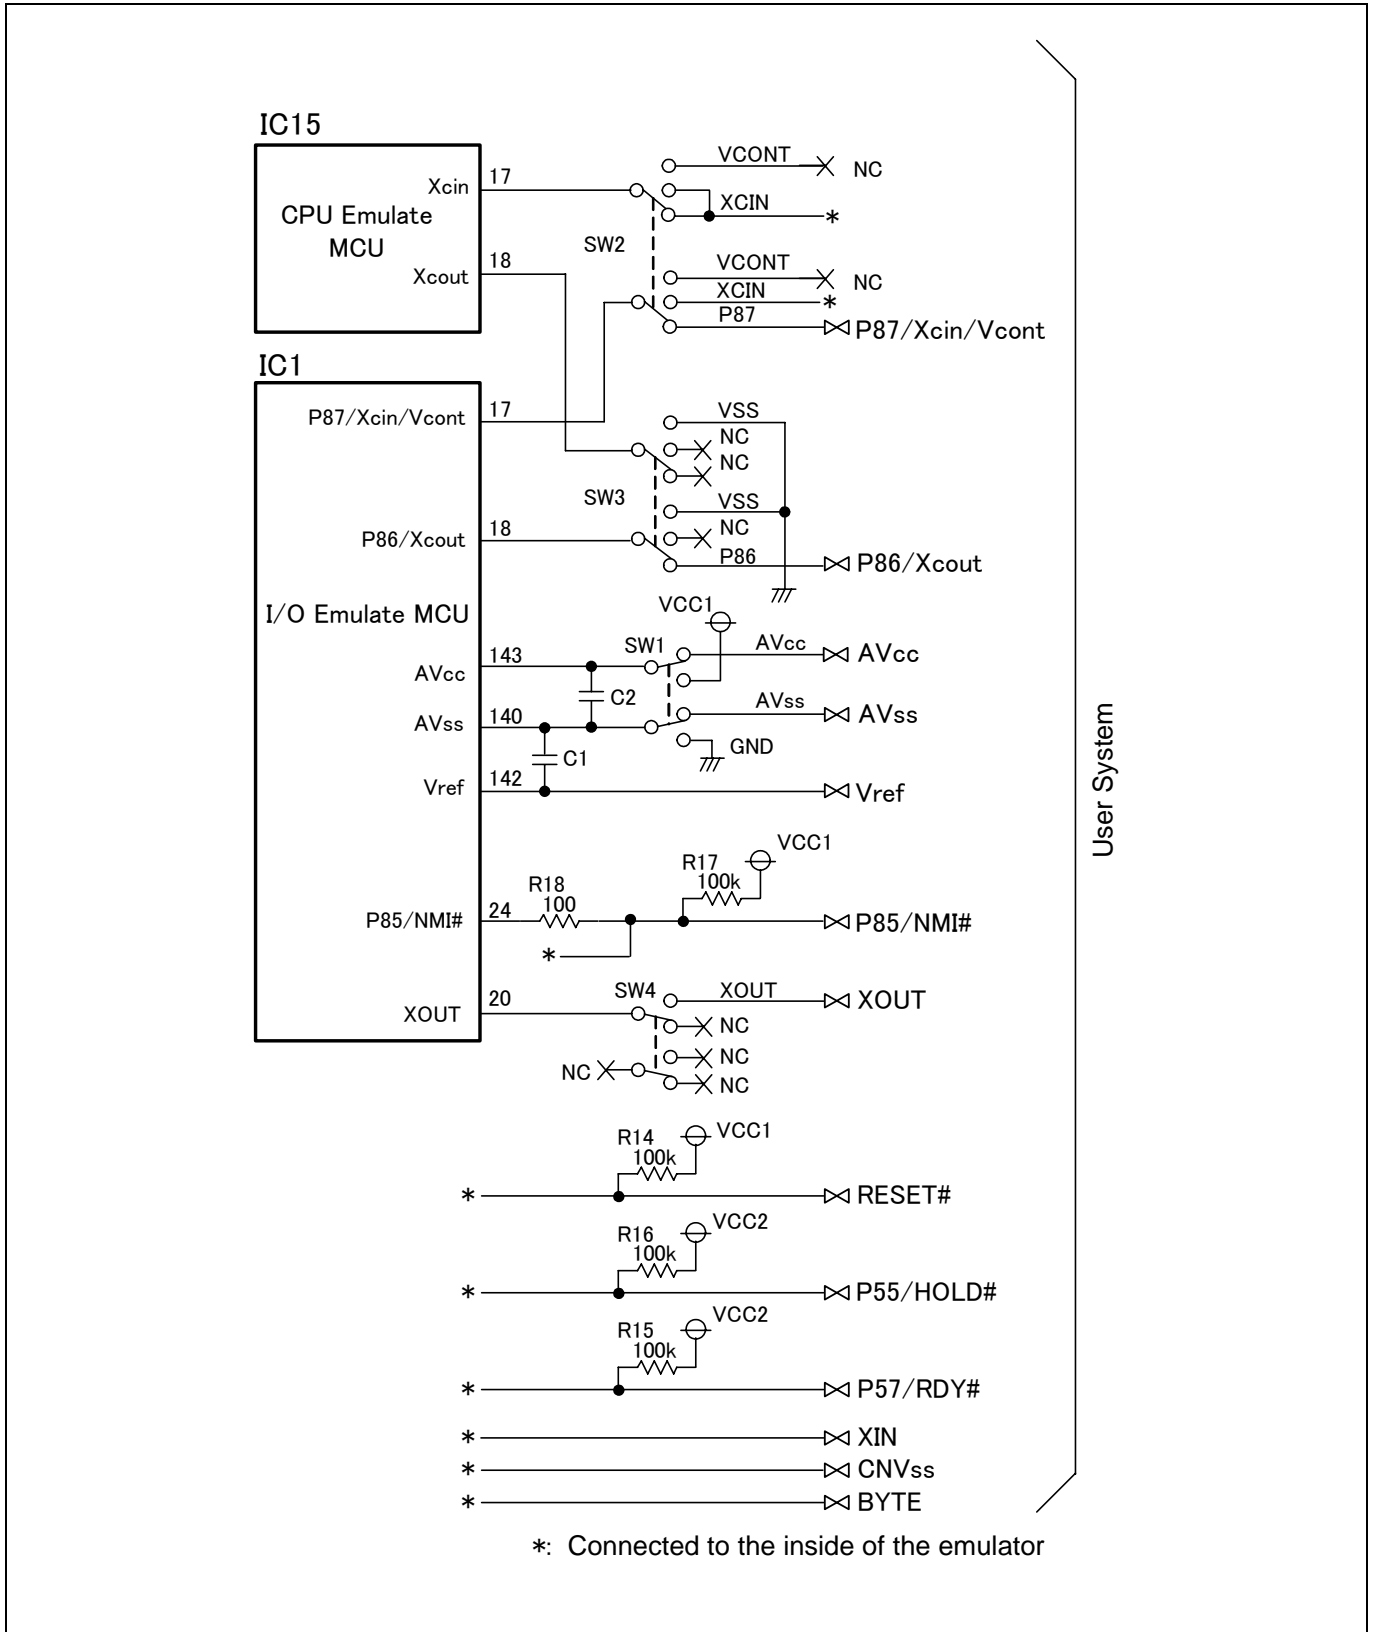 IC15
CPU Emulate
MCU
Xcin
17
Xcout
18
SW2
VCONT
NC
XCIN
*
VCONT
NC
XCIN
*
P87
P87/Xcin/Vcont
IC1
I/O Emulate MCU
P87/Xcin/Vcont
17
VSS
NC
NC
SW3
VSS
NC
P86/Xcout
18
P86
P86/Xcout
VCC1
SW1
AVcc
143
AVcc
AVcc
C2
AVss
140
AVss
AVss
GND
C1
Vref
142
Vref
VCC1
R17
100k
R18
100
P85/NMI#
24
P85/NMI#
*
XOUT
20
SW4
XOUT
XOUT
NC
NC
NC
NC
R14
100k
VCC1
*
RESET#
R16
100k
VCC2
*
P55/HOLD#
R15
100k
VCC2
*
P57/RDY#
*
XIN
*
CNVss
*
BYTE
User System
*: Connected to the inside of the emulator